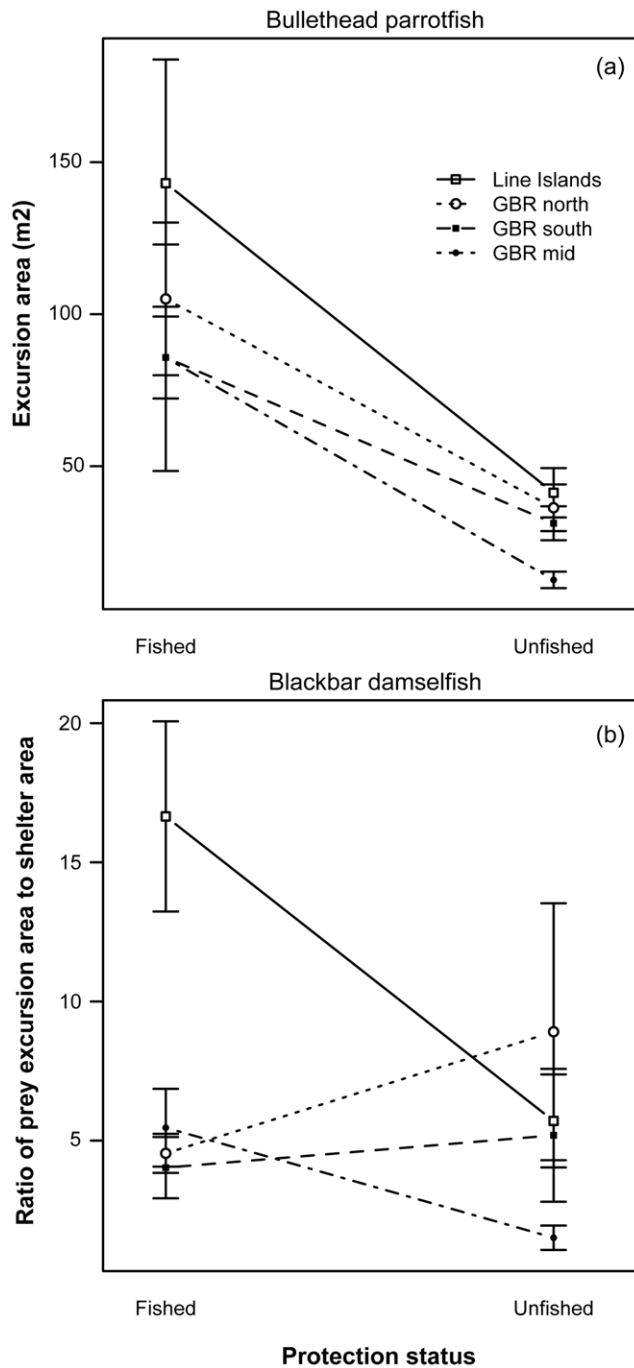 Bullethead parrotfish
(a)
150
100
50
Excursion area (m2)
Line Islands
GBR north
GBR south
GBR mid
Fished
Unfished
Blackbar damselfish
(b)
20
15
10
5
Ratio of prey excursion area to shelter area
Fished
Unfished
Protection status